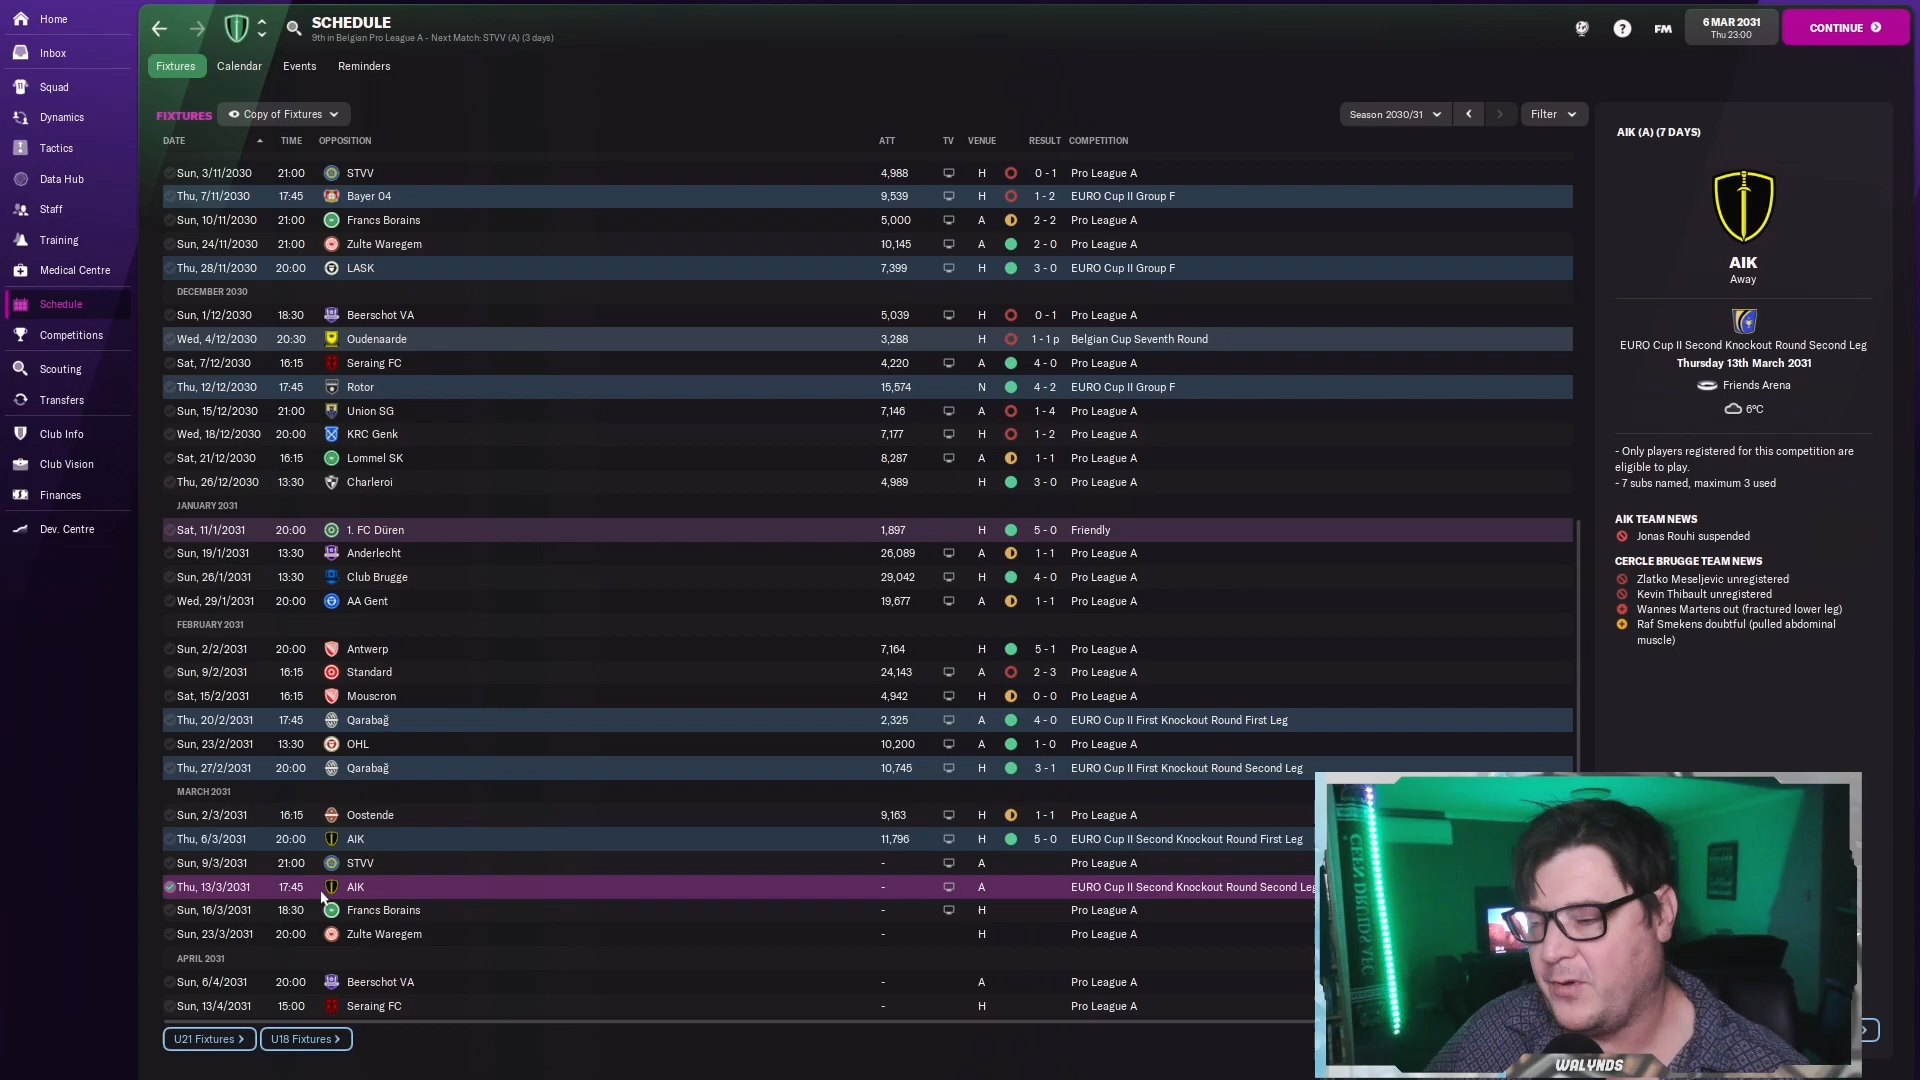 Home
Inbox
Squad
Dynamics
Tactics
Data Hub
Staff
Training
Medical Centre
Schedule
Competitions
Scouting
Transfers
Club Info
Club Vision
Finances
Dev. Centre
SCHEDULE
9th in Belgian Pro League A - Next Match: STVV (A) (3 days)
FM
6 MAR 2031
Thu 23:00
CONTINUE
Fixtures Calendar Events Reminders
FIXTURES Copy of Fixtures Season 2030/31 Filter
DATE TIME OPPOSITION ATT TV VENUE RESULT COMPETITION
Sun, 3/11/2030 21:00 STVV 4,988 H 0 - 1 Pro League A
Thu, 7/11/2030 17:45 Bayer 04 9,539 H 1 - 2 EURO Cup II Group F
Sun, 10/11/2030 21:00 Francs Borains 5,000 A 2 - 2 Pro League A
Sun, 24/11/2030 21:00 Zulte Waregem 10,145 A 2 - 0 Pro League A
Thu, 28/11/2030 20:00 LASK 7,399 H 3 - 0 EURO Cup II Group F
DECEMBER 2030
Sun, 1/12/2030 18:30 Beerschot VA 5,039 H 0 - 1 Pro League A
Wed, 4/12/2030 20:30 Oudenaarde 3,288 H 1 - 1 p Belgian Cup Seventh Round
Sat, 7/12/2030 16:15 Seraing FC 4,220 A 4 - 0 Pro League A
Thu, 12/12/2030 17:45 Rotor 15,574 N 4 - 2 EURO Cup II Group F
Sun, 15/12/2030 21:00 Union SG 7,146 A 1 - 4 Pro League A
Wed, 18/12/2030 20:00 KRC Genk 7,177 H 1 - 2 Pro League A
Sat, 21/12/2030 16:15 Lommel SK 8,287 A 1 - 1 Pro League A
Thu, 26/12/2030 13:30 Charleroi 4,989 H 3 - 0 Pro League A
JANUARY 2031
Sat, 11/1/2031 20:00 1. FC Düren 1,897 H 5 - 0 Friendly
Sun, 19/1/2031 13:30 Anderlecht 26,089 A 1 - 1 Pro League A
Sun, 26/1/2031 13:30 Club Brugge 29,042 H 4 - 0 Pro League A
Wed, 29/1/2031 20:00 AA Gent 19,677 A 1 - 1 Pro League A
FEBRUARY 2031
Sun, 2/2/2031 20:00 Antwerp 7,164 H 5 - 1 Pro League A
Sun, 9/2/2031 16:15 Standard 24,143 A 2 - 3 Pro League A
Sat, 15/2/2031 16:15 Mouscron 4,942 H 0 - 0 Pro League A
Thu, 20/2/2031 17:45 Qarabağ 2,325 A 4 - 0 EURO Cup II First Knockout Round First Leg
Sun, 23/2/2031 13:30 OHL 10,200 A 1 - 0 Pro League A
Thu, 27/2/2031 20:00 Qarabağ 10,745 H 3 - 1 EURO Cup II First Knockout Round Second Leg
MARCH 2031
Sun, 2/3/2031 16:15 Oostende 9,163 H 1 - 1 Pro League A
Thu, 6/3/2031 20:00 AIK 11,796 H 5 - 0 EURO Cup II Second Knockout Round First Leg
Sun, 9/3/2031 21:00 STVV - A Pro League A
Thu, 13/3/2031 17:45 AIK - A EURO Cup II Second Knockout Round Second Leg
Sun, 16/3/2031 18:30 Francs Borains - H Pro League A
Sun, 23/3/2031 20:00 Zulte Waregem - H Pro League A
APRIL 2031
Sun, 6/4/2031 20:00 Beerschot VA - A Pro League A
Sun, 13/4/2031 15:00 Seraing FC - H Pro League A
U21 Fixtures U18 Fixtures
AIK (A) (7 DAYS)
AIK
Away
EURO Cup II Second Knockout Round Second Leg
Thursday 13th March 2031
Friends Arena
6ºC
- Only players registered for this competition are
eligible to play.
- 7 subs named, maximum 3 used
AIK TEAM NEWS
Jonas Rouhi suspended
CERCLE BRUGGE TEAM NEWS
Zlatko Meseljevic unregistered
Kevin Thibault unregistered
Wannes Martens out (fractured lower leg)
Raf Smekens doubtful (pulled abdominal
muscle)
CEFN DRUIDS AFC
WALYNDS